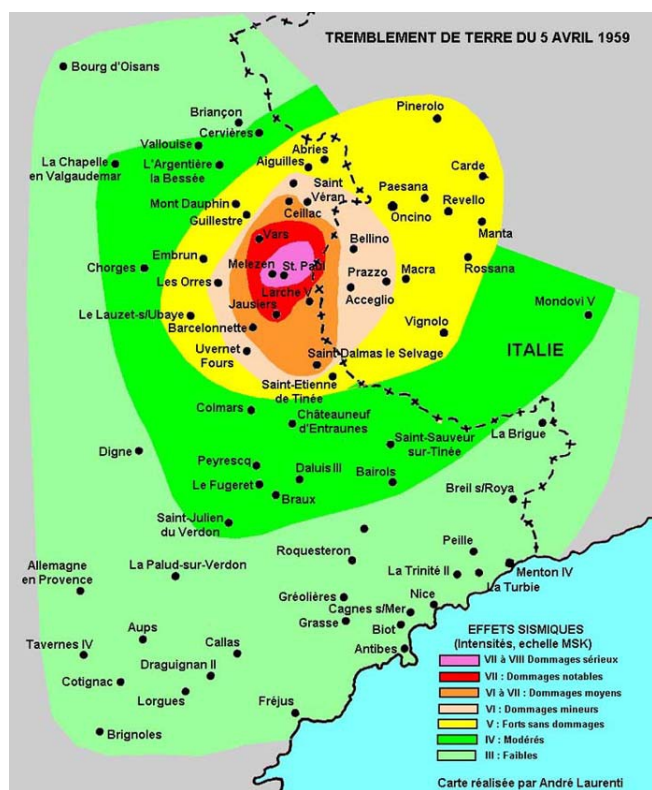 TREMBLEMENT DE TERRE DU 5 AVRIL 1959
Bourg d'Oisans
Pinerolo
Briançon
Cervières
Vallouise
Abries
Aiguilles
La Chapelle
en Valgaudemar
L'Argentière
la Bessée
Carde
Saint
Véran
Paesana
Mont Dauphin
Ceillac
Oncino
Revello
Guillestre
Manta
Vars
Bellino
Embrun
Rossana
Chorges
Melezen
St. Paul
Prazzo
Macra
Les Orres
Larche V
Acceglio
Mondovi V
Jausiers
Le Lauzet-s/Ubaye
Barcelonnette
Vignolo
ITALIE
Uvernet
Fours
Saint-Dalmas le Selvage
Saint-Etienne
de Tinée
Colmars
Châteauneuf
d'Entraunes
La Brigue
Saint-Sauveur
sur-Tinée
Digne
Peyrescq
Daluis III
Bairols
Le Fugeret
Braux
Breil s/Roya
Saint-Julien
du Verdon
Peille
Roquesteron
Allemagne
en Provence
La Palud-sur-Verdon
La Trinité II
Menton IV
La Turbie
Gréolières
Nice
Cagnes s/Mer
Grasse
Biot
Aups
Tavernes IV
Callas
Antibes
Draguignan II
Cotignac
Lorgues
Fréjus
Brignoles
EFFETS SISMIQUES
(Intensités, echelle MSK)
VII à VIII Dommages sérieux
VII : Dommages notables
VI à VII : Dommages moyens
VI : Dommages mineurs
V : Forts sans dommages
IV : Modérés
III : Faibles
Carte réalisée par André Laurenti